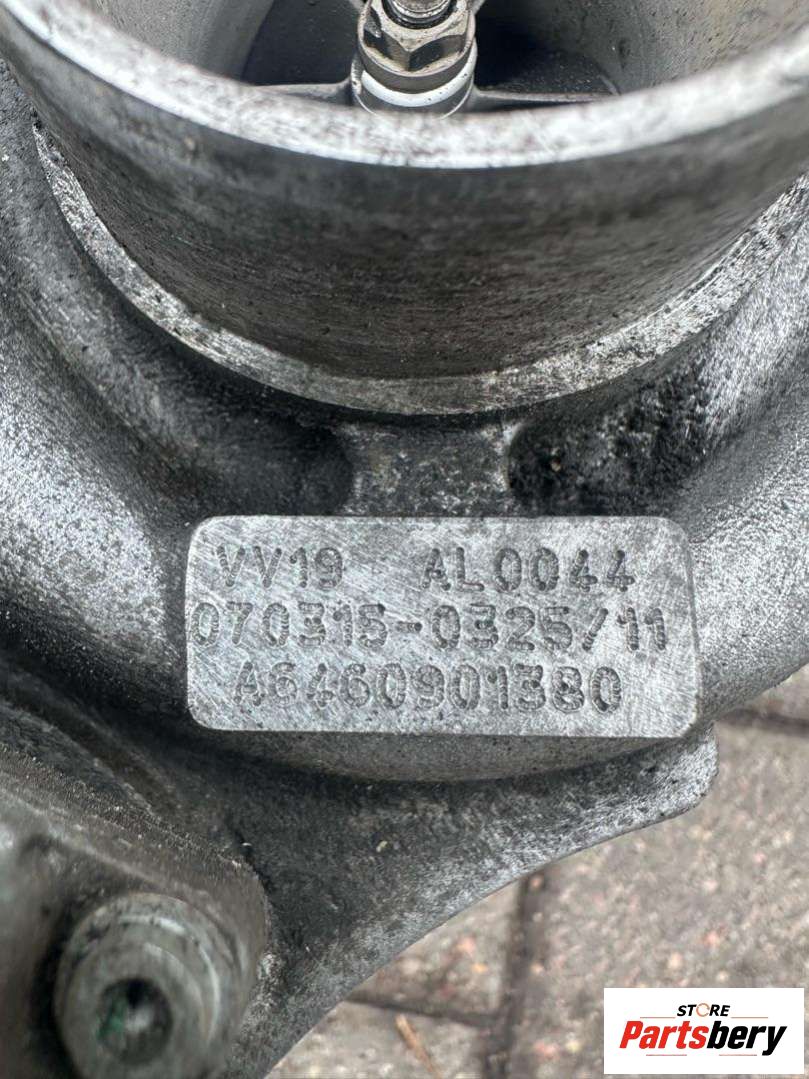 VV19 AL0044
070315-0325/11
A6460901380
STORE
Partsbery